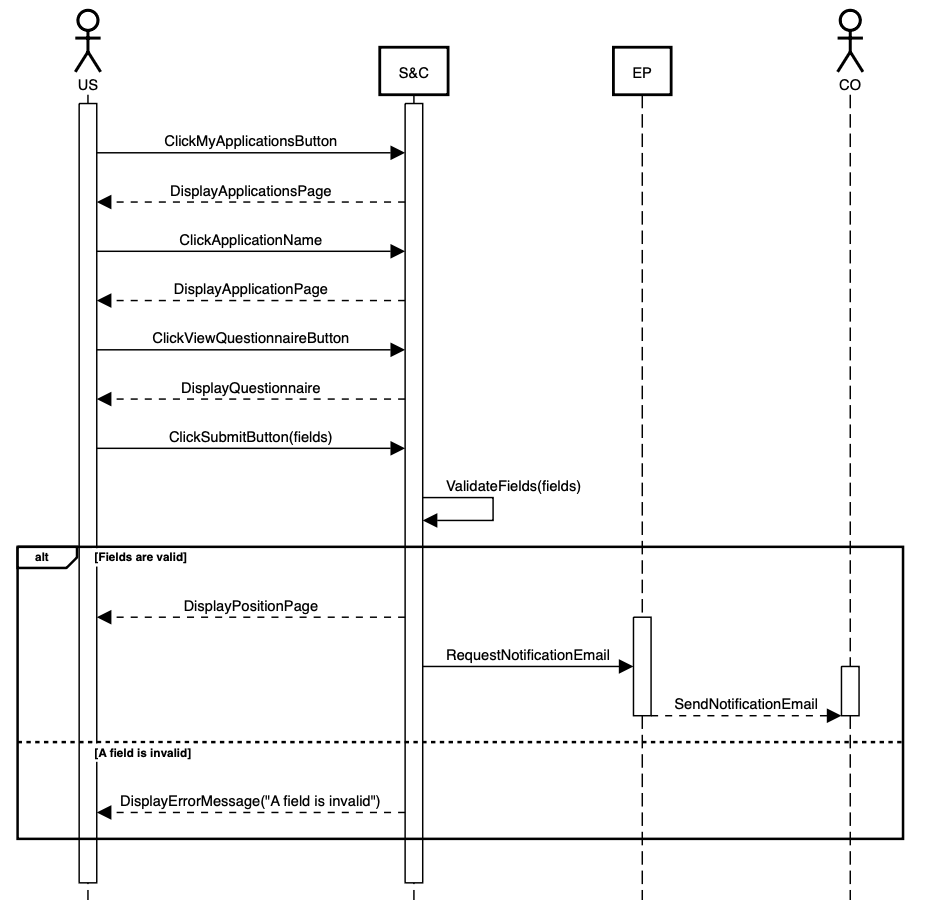 US
S&C
EP
CO
ClickMyApplicationsButton
DisplayApplicationsPage
ClickApplicationName
DisplayApplicationPage
ClickViewQuestionnaireButton
DisplayQuestionnaire
ClickSubmitButton(fields)
ValidateFields(fields)
alt
[Fields are valid]
DisplayPositionPage
RequestNotificationEmail
SendNotificationEmail
[A field is invalid]
DisplayErrorMessage("A field is invalid")